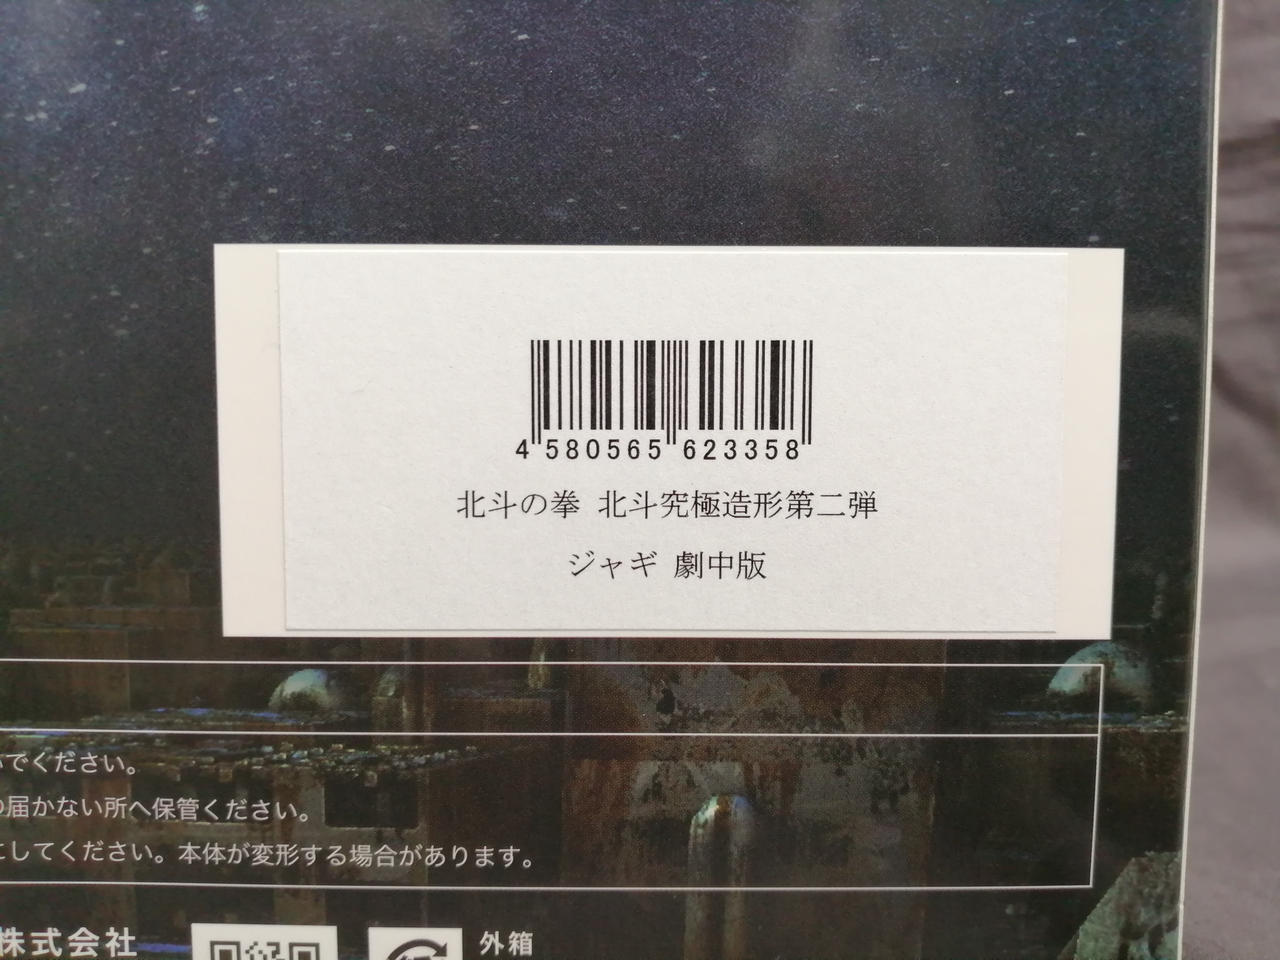 4 580565 623358
北斗の拳 北斗究極造形第二弾
ジャギ 劇中版
でください。
届かない所へ保管ください。
してください。本体が変形する場合があります。
株式会社
外箱